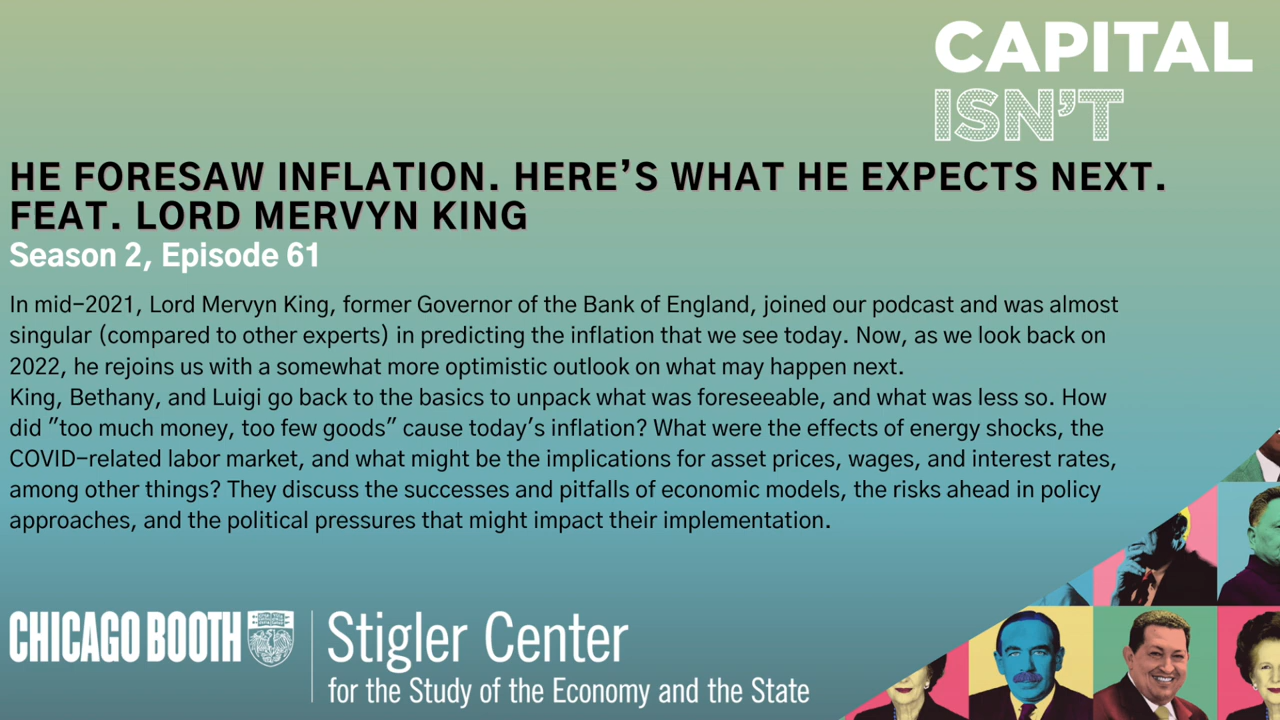 CAPITAL
ISN'T
HE FORESAW INFLATION. HERE'S WHAT HE EXPECTS NEXT.
FEAT. LORD MERVYN KING
Season 2, Episode 61
In mid-2021, Lord Mervyn King, former Governor of the Bank of England, joined our podcast and was almost
singular (compared to other experts) in predicting the inflation that we see today. Now, as we look back on
2022, he rejoins us with a somewhat more optimistic outlook on what may happen next.
King, Bethany, and Luigi go back to the basics to unpack what was foreseeable, and what was less so. How
did "too much money, too few goods" cause today's inflation? What were the effects of energy shocks, the
COVID-related labor market, and what might be the implications for asset prices, wages, and interest rates,
among other things? They discuss the successes and pitfalls of economic models, the risks ahead in policy
approaches, and the political pressures that might impact their implementation.
CHICAGO BOOTH
Stigler Center
for the Study of the Economy and the State